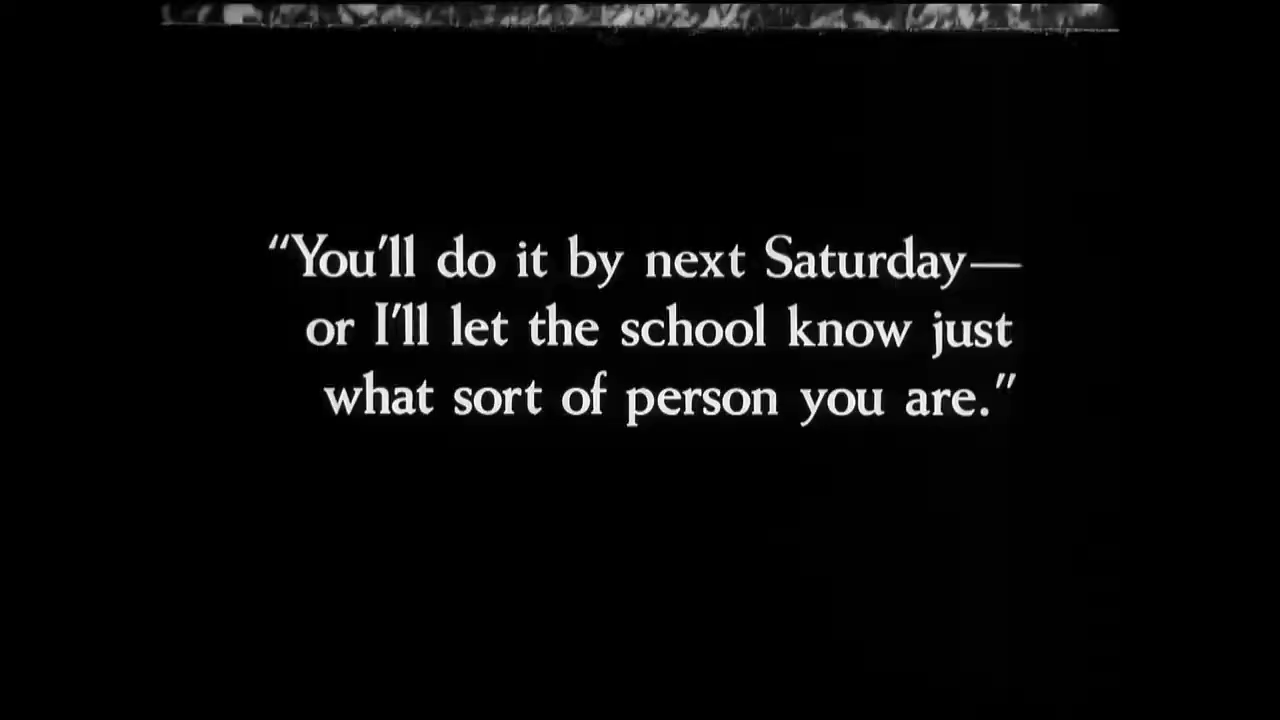 “You’ll do it by next Saturday—
or I’ll let the school know just
what sort of person you are.”